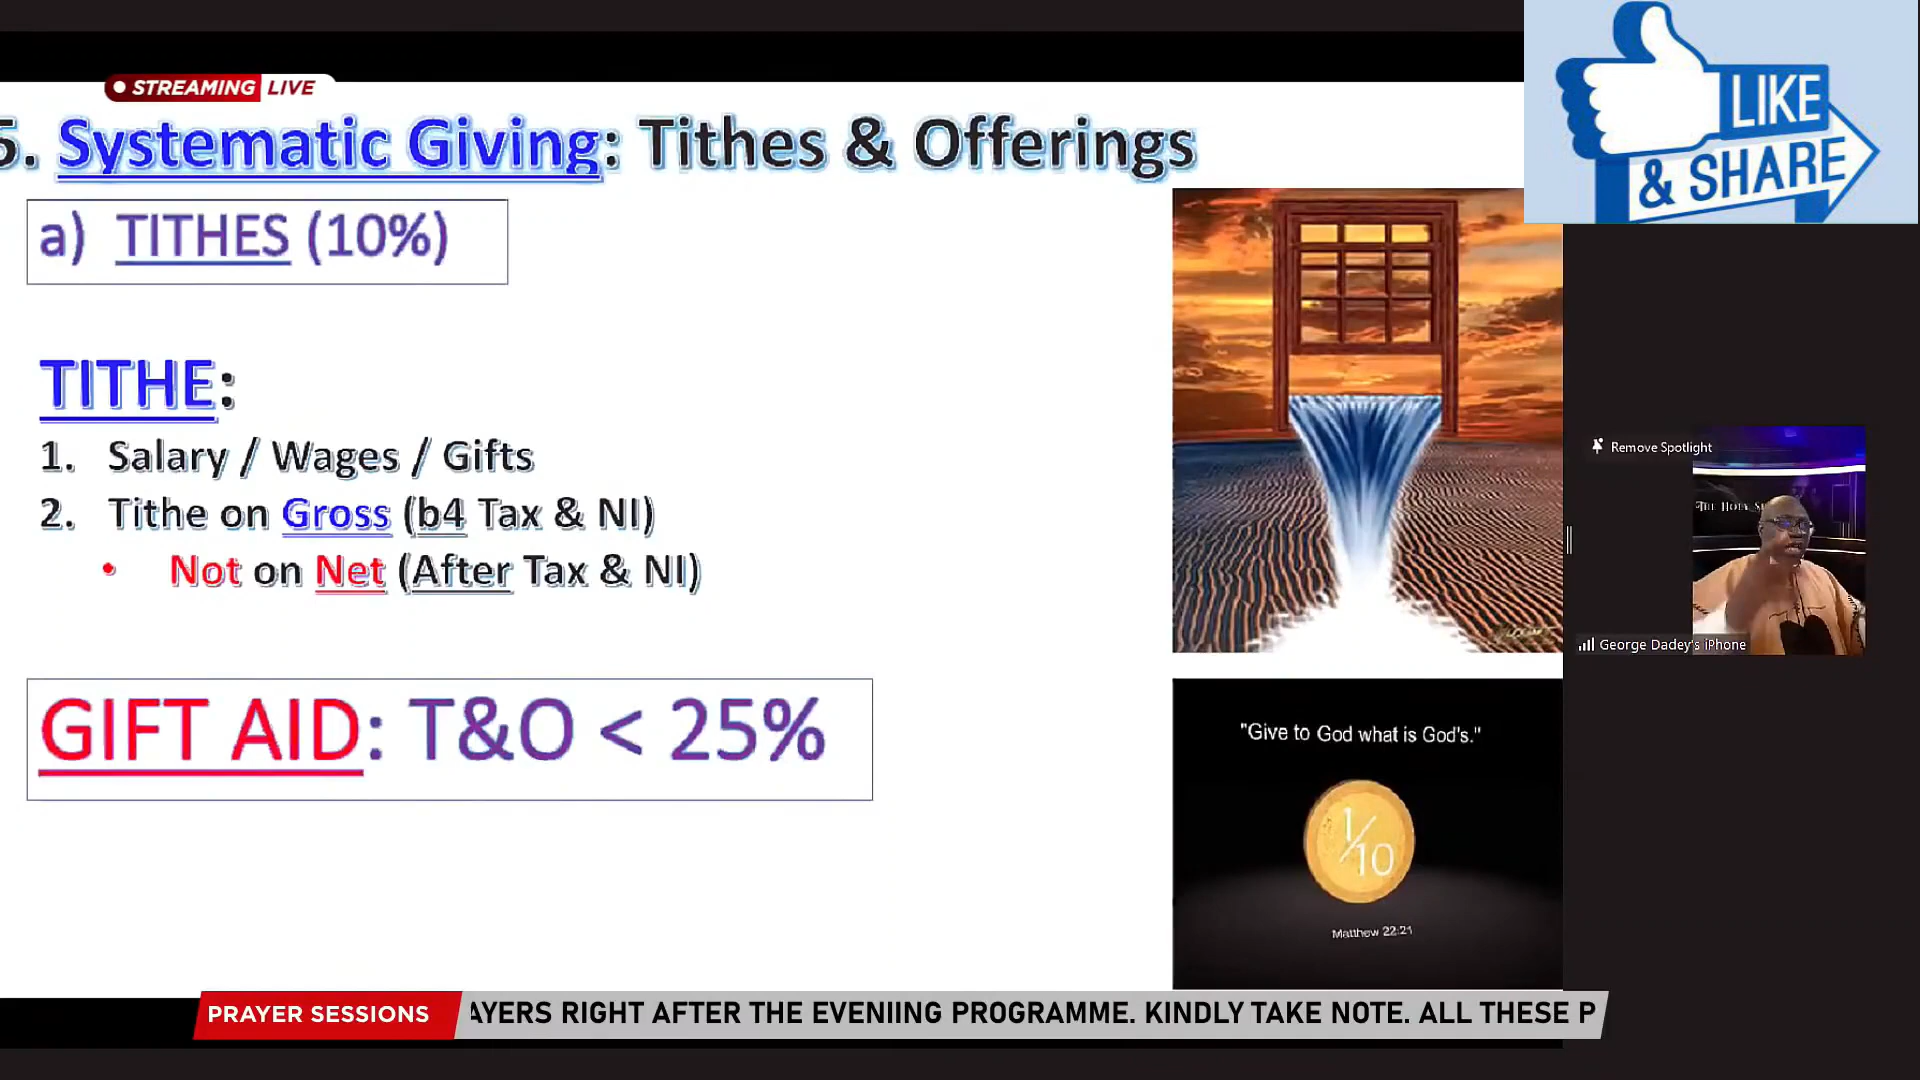 STREAMING LIVE
5. Systematic Giving: Tithes & Offerings
a) TITHES (10%)
TITHE:
1. Salary / Wages / Gifts
2. Tithe on Gross (b4 Tax & NI)
• Not on Net (After Tax & NI)
GIFT AID: T&O < 25%
"Give to God what is God's."
1/10
Matthew 22:21
LIKE
& SHARE
Remove Spotlight
THE HOLY
George Dadey's iPhone
PRAYER SESSIONS
AYERS RIGHT AFTER THE EVENIING PROGRAMME. KINDLY TAKE NOTE. ALL THESE P